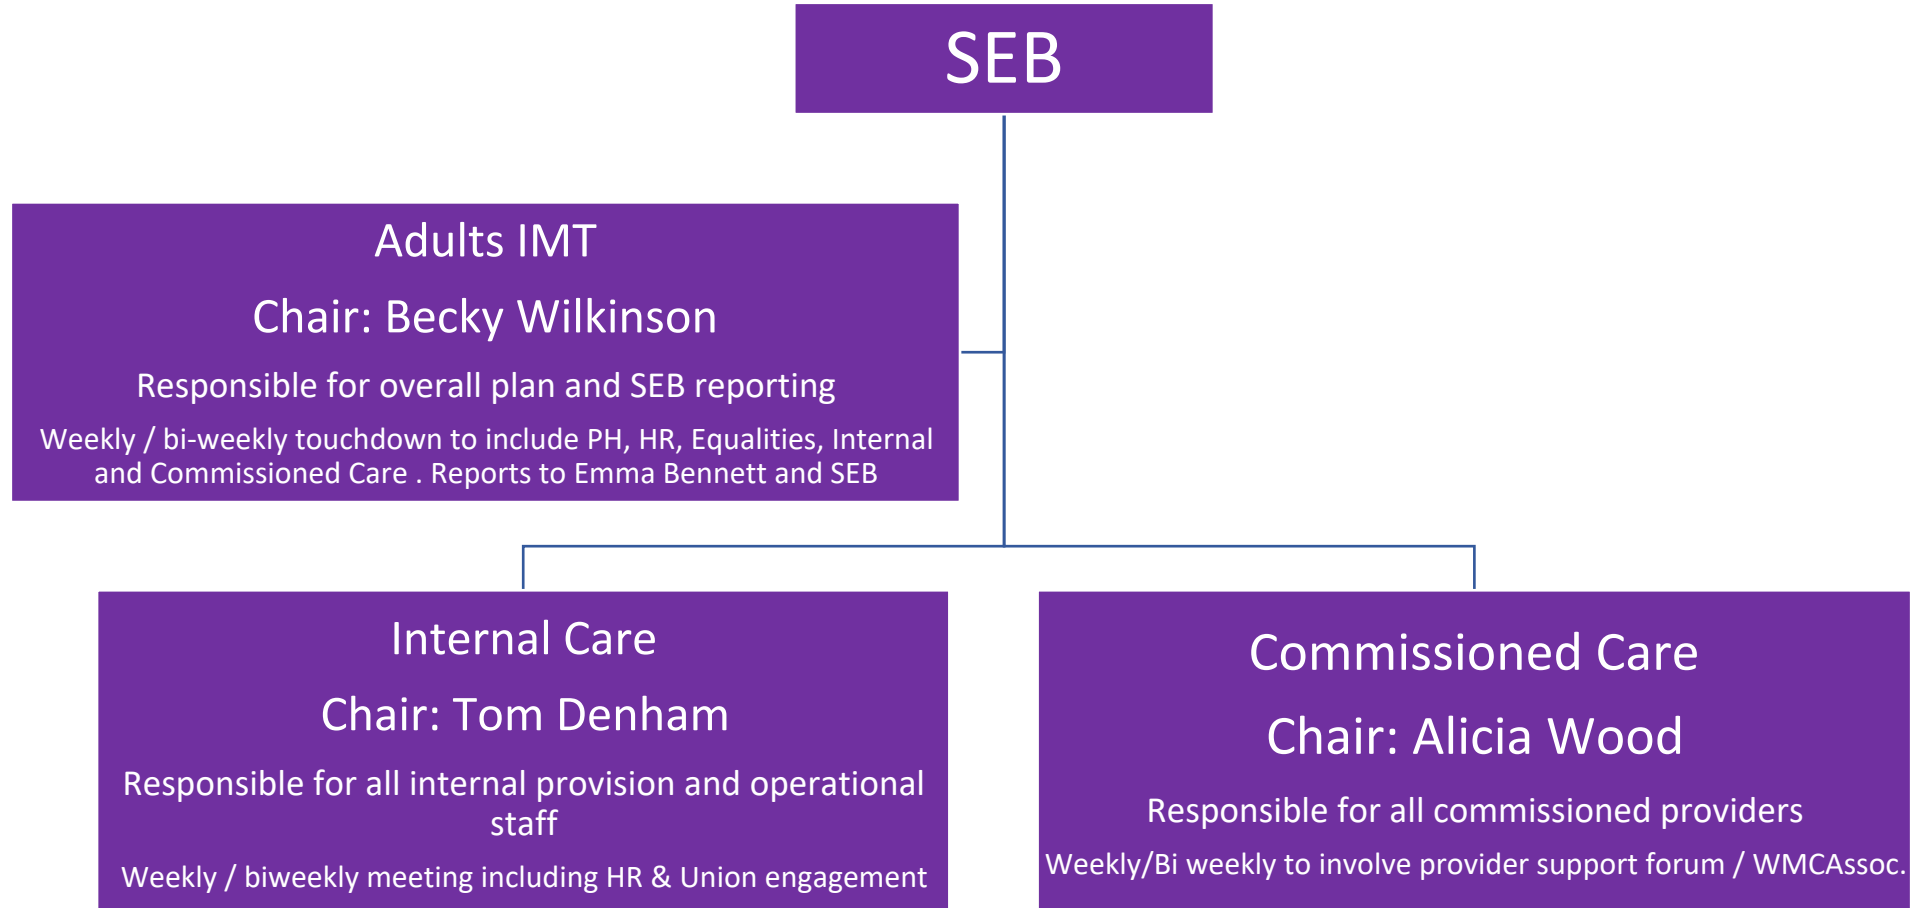 SEB
Adults IMT
Chair: Becky Wilkinson
Responsible for overall plan and SEB reporting
Weekly / bi-weekly touchdown to include PH, HR, Equalities, Internal
and Commissioned Care . Reports to Emma Bennett and SEB
Internal Care
Chair: Tom Denham
Responsible for all internal provision and operational
staff
Weekly / biweekly meeting including HR & Union engagement
Commissioned Care
Chair: Alicia Wood
Responsible for all commissioned providers
Weekly/Bi weekly to involve provider support forum / WMCAssoc.